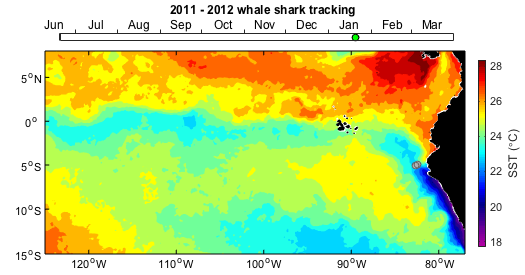 2011 - 2012 whale shark tracking
Jun Jul Aug Sep Oct Nov Dec Jan Feb Mar
5°N
0°
5°S
10°S
15°S
120°W 110°W 100°W 90°W 80°W
28
26
24
22
20
18
SST (°C)